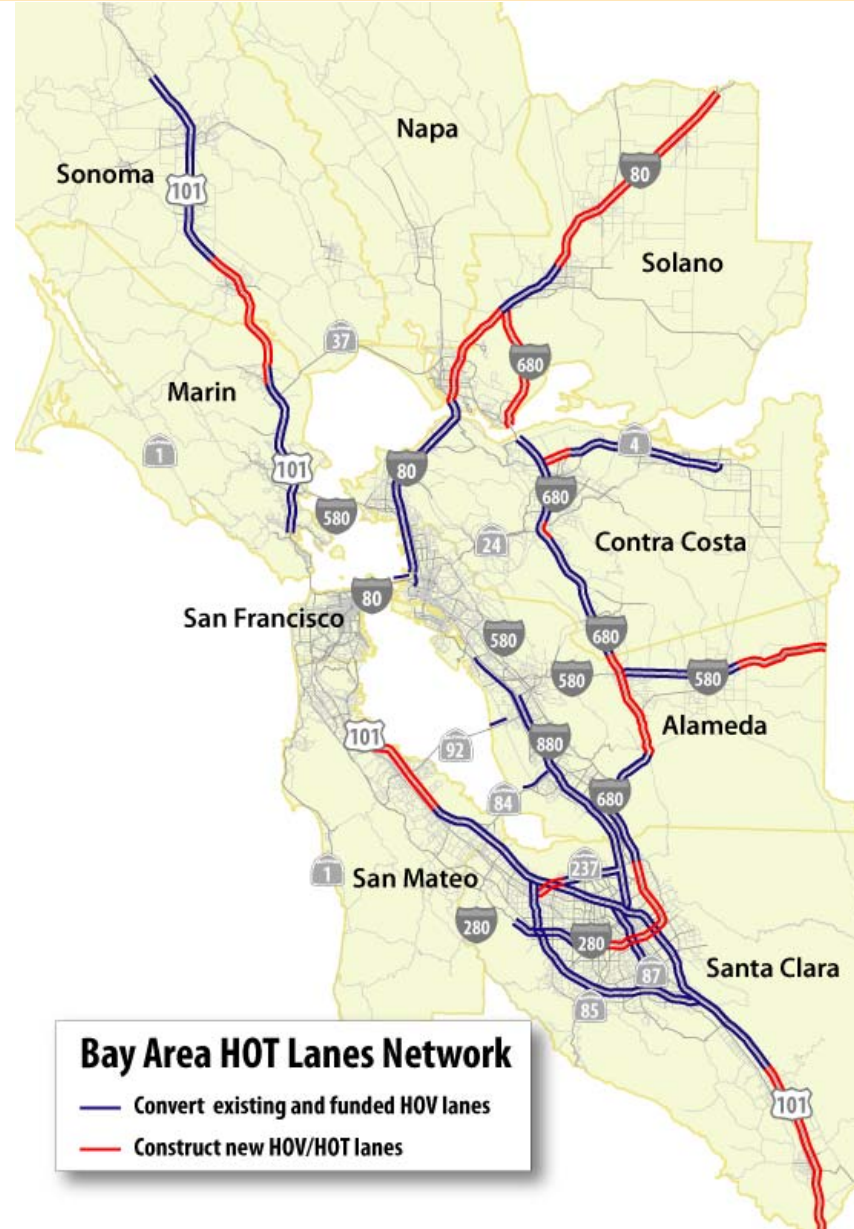 Napa
Sonoma
101
80
Solano
37
680
Marin
1
101
80
4
580
680
24
Contra Costa
80
San Francisco
580
680
580
580
101
92
880
Alameda
84
680
1
San Mateo
237
280
280
87
Santa Clara
85
Bay Area HOT Lanes Network
Convert existing and funded HOV lanes
Construct new HOV/HOT lanes
101